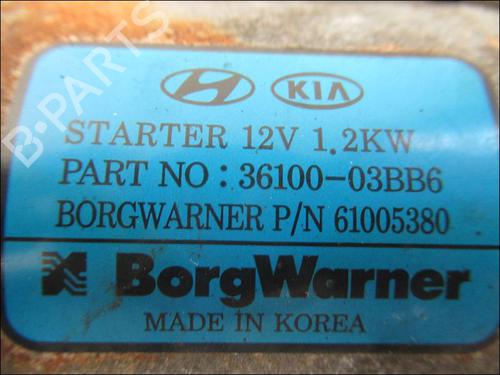 KIA
STARTER 12V 1.2KW
PART NO : 36100-03BB6
BORGWARNER P/N 61005380
BorgWarner
MADE IN KOREA
B-PARTS